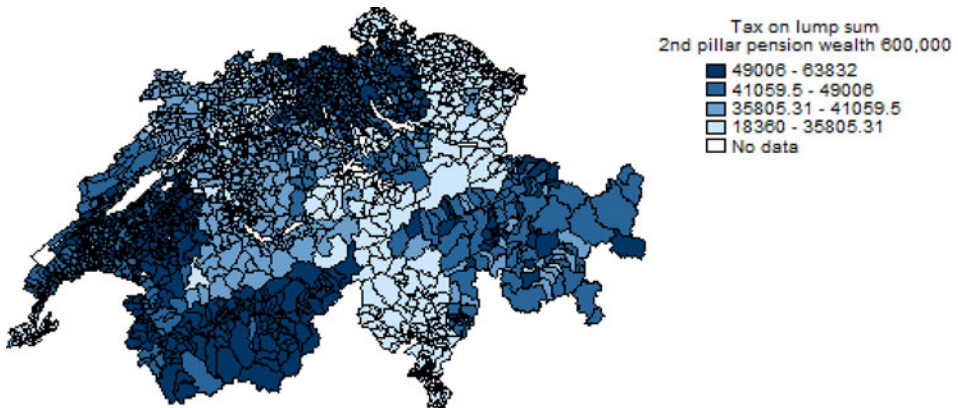 Tax on lump sum
2nd pillar pension wealth 600,000
49006 - 63832
41059.5 - 49006
35805.31 - 41059.5
18360 - 35805.31
No data